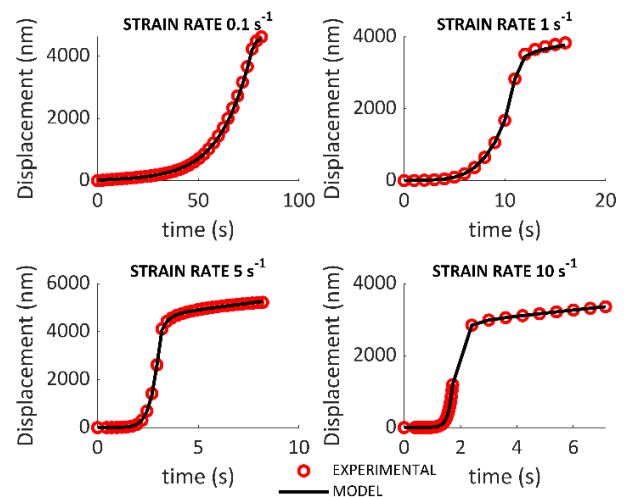 STRAIN RATE 0.1 s⁻¹
Displacement (nm)
4000
2000
0
0 50 100
time (s)
STRAIN RATE 1 s⁻¹
Displacement (nm)
4000
2000
0
0 10 20
time (s)
STRAIN RATE 5 s⁻¹
Displacement (nm)
6000
4000
2000
0
0 5 10
time (s)
STRAIN RATE 10 s⁻¹
Displacement (nm)
4000
2000
0
0 2 4 6
time (s)
EXPERIMENTAL
MODEL